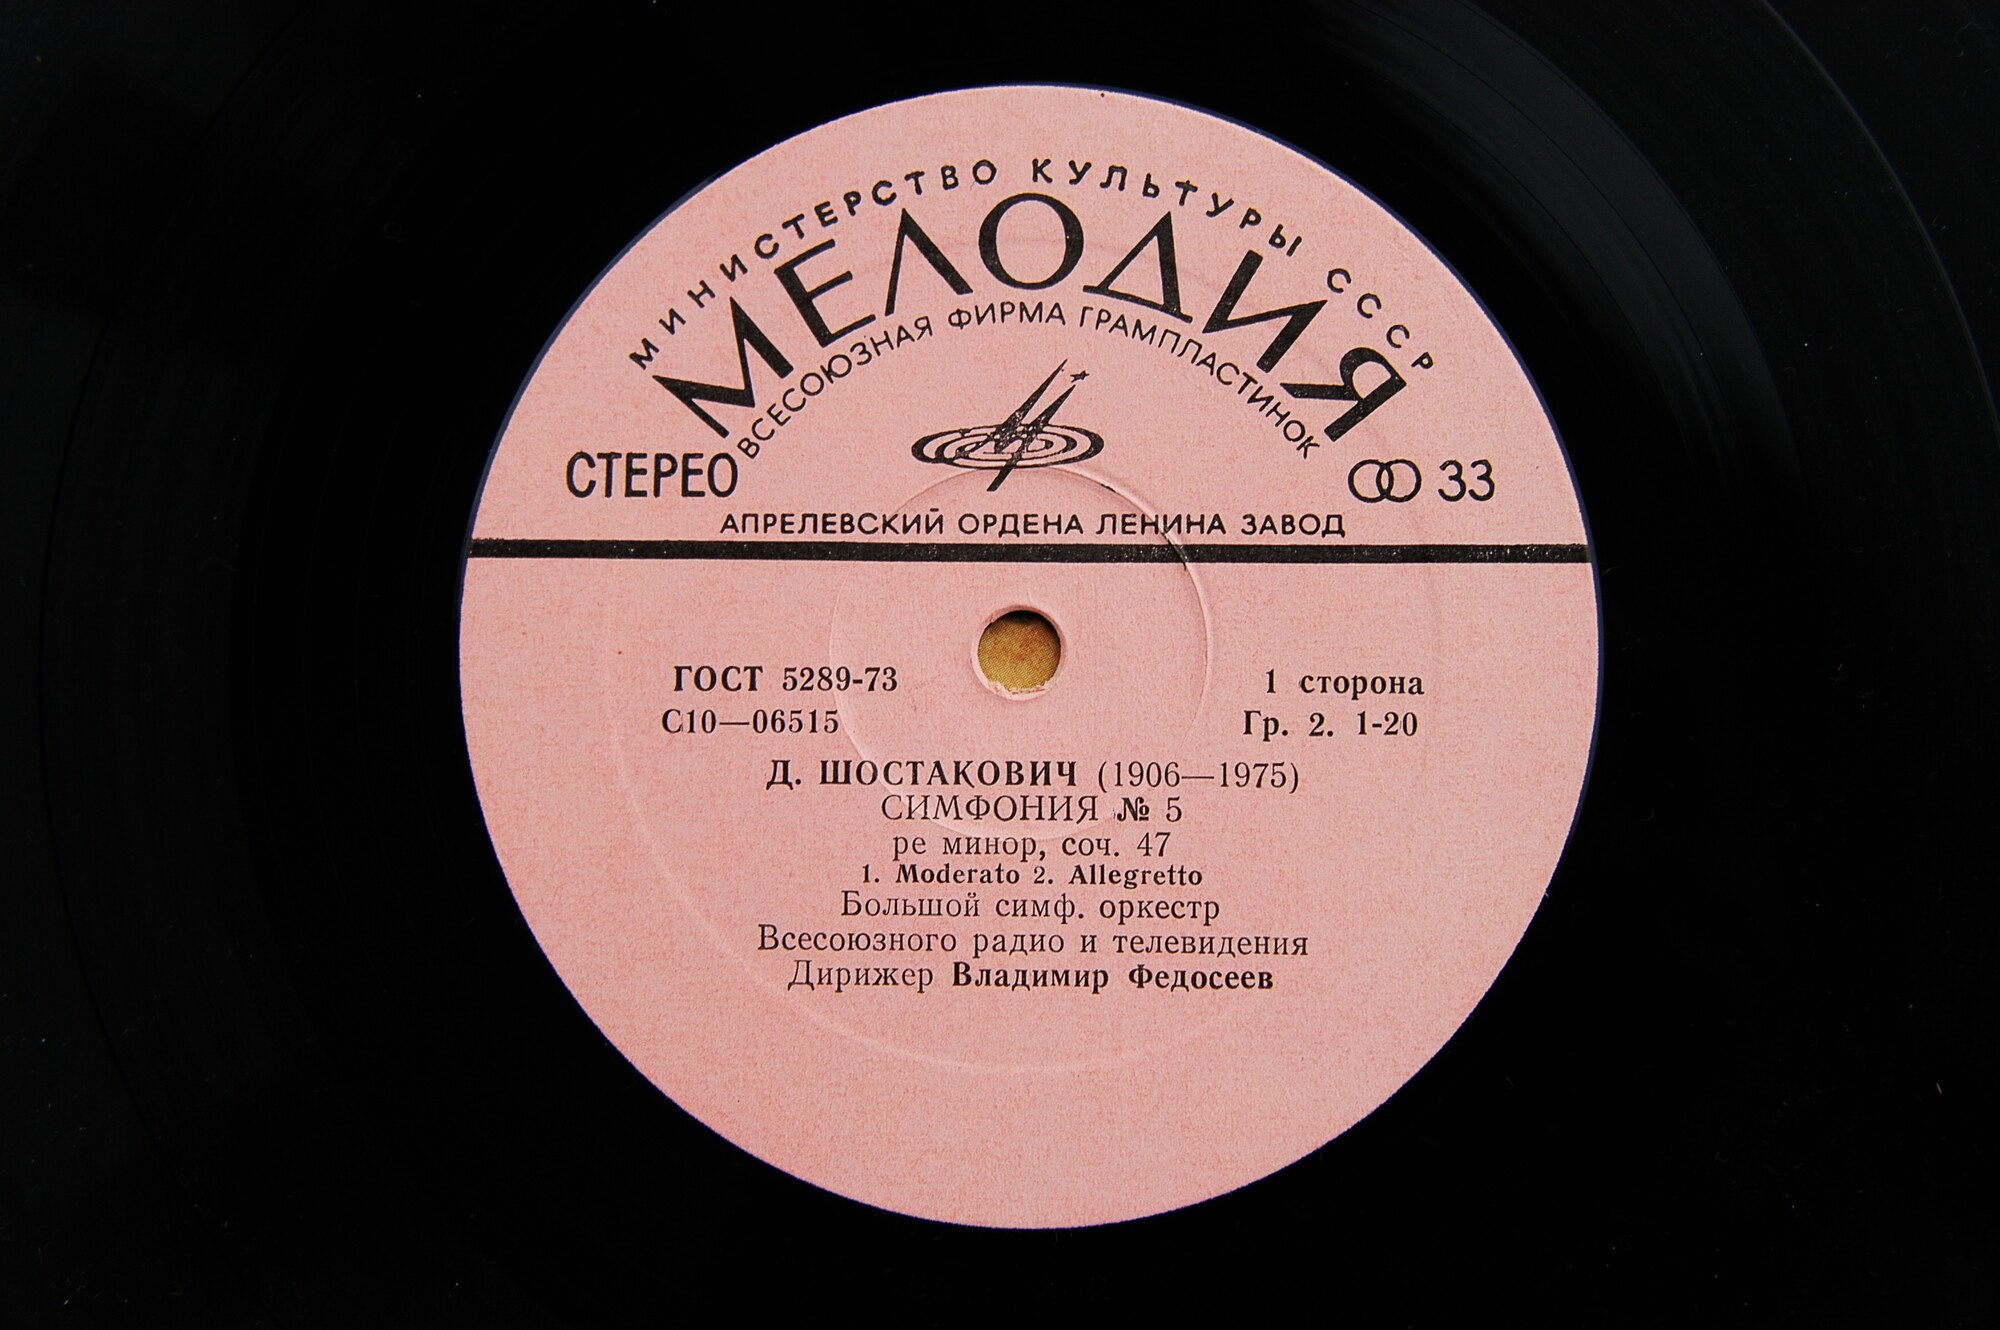 МИНИСТЕРСТВО КУЛЬТУРЫ СССР
МЕЛОДИЯ
ВСЕСОЮЗНАЯ ФИРМА ГРАМПЛАСТИНОК
СТЕРЕО 33
АПРЕЛЕВСКИЙ ОРДЕНА ЛЕНИНА ЗАВОД
ГОСТ 5289-73 1 сторона
С10—06515 Гр. 2. 1-20
Д. ШОСТАКОВИЧ (1906—1975)
СИМФОНИЯ № 5
ре минор, соч. 47
1. Moderato 2. Allegretto
Большой симф. оркестр
Всесоюзного радио и телевидения
Дирижер Владимир Федосеев